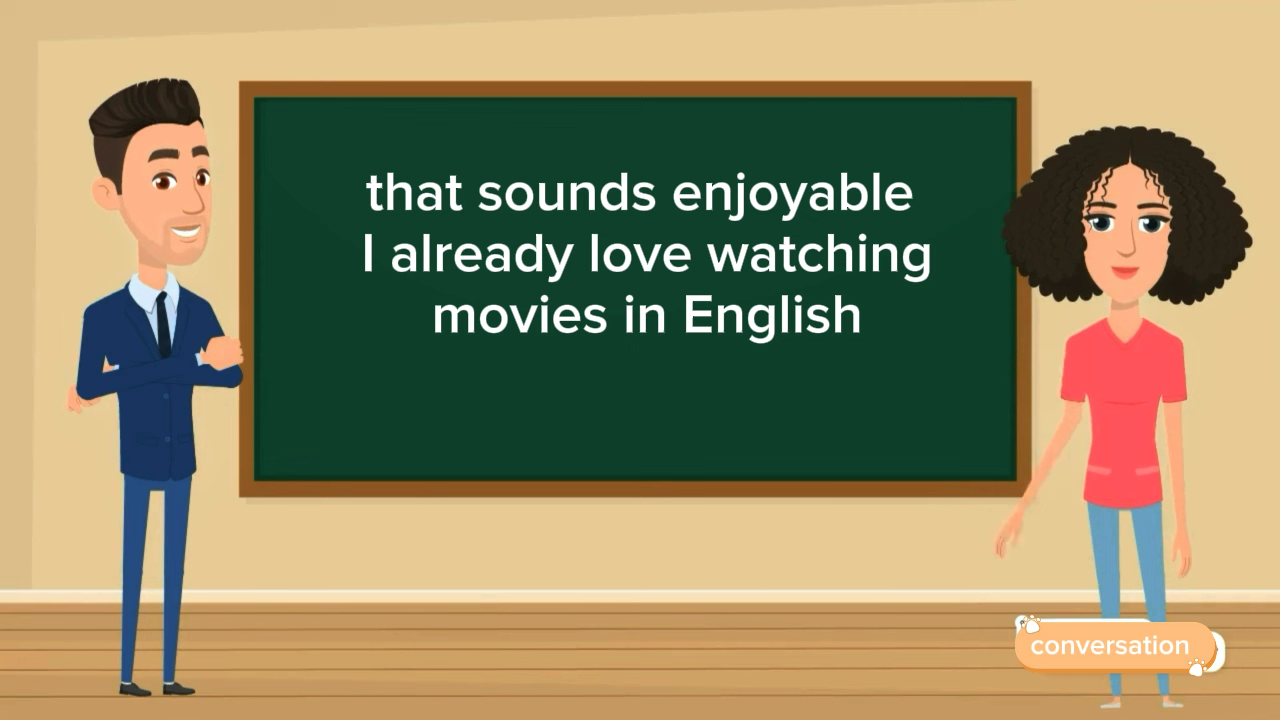 that sounds enjoyable
I already love watching
movies in English
conversation